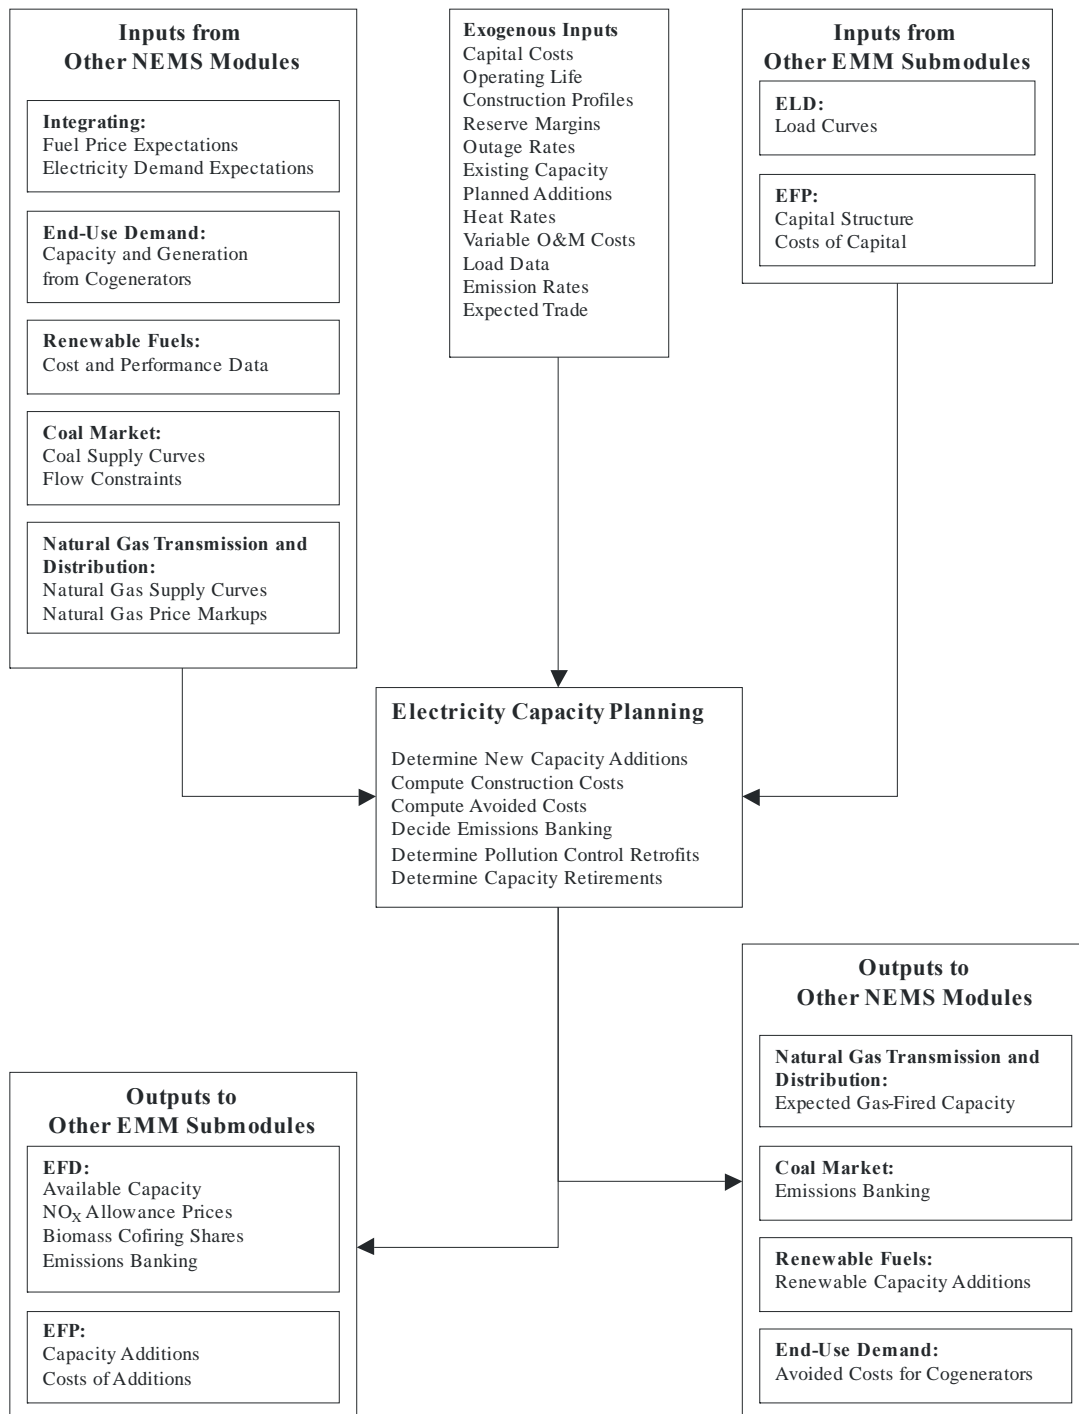 Inputs from
Other NEMS Modules
Integrating:
Fuel Price Expectations
Electricity Demand Expectations
End-Use Demand:
Capacity and Generation
from Cogenerators
Renewable Fuels:
Cost and Performance Data
Coal Market:
Coal Supply Curves
Flow Constraints
Natural Gas Transmission and
Distribution:
Natural Gas Supply Curves
Natural Gas Price Markups
Exogenous Inputs
Capital Costs
Operating Life
Construction Profiles
Reserve Margins
Outage Rates
Existing Capacity
Planned Additions
Heat Rates
Variable O&M Costs
Load Data
Emission Rates
Expected Trade
Inputs from
Other EMM Submodules
ELD:
Load Curves
EFP:
Capital Structure
Costs of Capital
Electricity Capacity Planning
Determine New Capacity Additions
Compute Construction Costs
Compute Avoided Costs
Decide Emissions Banking
Determine Pollution Control Retrofits
Determine Capacity Retirements
Outputs to
Other EMM Submodules
EFD:
Available Capacity
NOX Allowance Prices
Biomass Cofiring Shares
Emissions Banking
EFP:
Capacity Additions
Costs of Additions
Outputs to
Other NEMS Modules
Natural Gas Transmission and
Distribution:
Expected Gas-Fired Capacity
Coal Market:
Emissions Banking
Renewable Fuels:
Renewable Capacity Additions
End-Use Demand:
Avoided Costs for Cogenerators